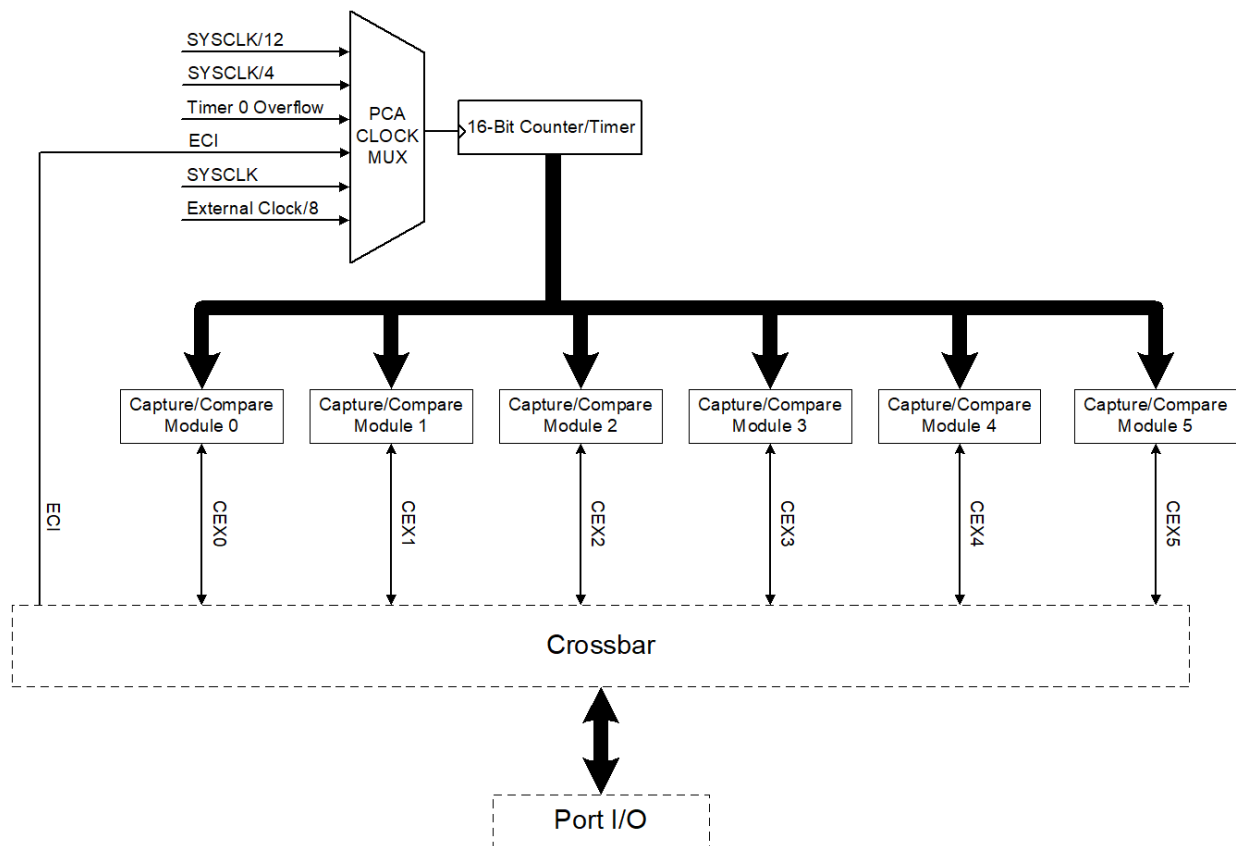 SYSCLK/12
SYSCLK/4
Timer 0 Overflow
ECI
SYSCLK
External Clock/8
PCA
CLOCK
MUX
16-Bit Counter/Timer
Capture/Compare
Module 0
Capture/Compare
Module 1
Capture/Compare
Module 2
Capture/Compare
Module 3
Capture/Compare
Module 4
Capture/Compare
Module 5
ECI
CEX0
CEX1
CEX2
CEX3
CEX4
CEX5
Crossbar
Port I/O